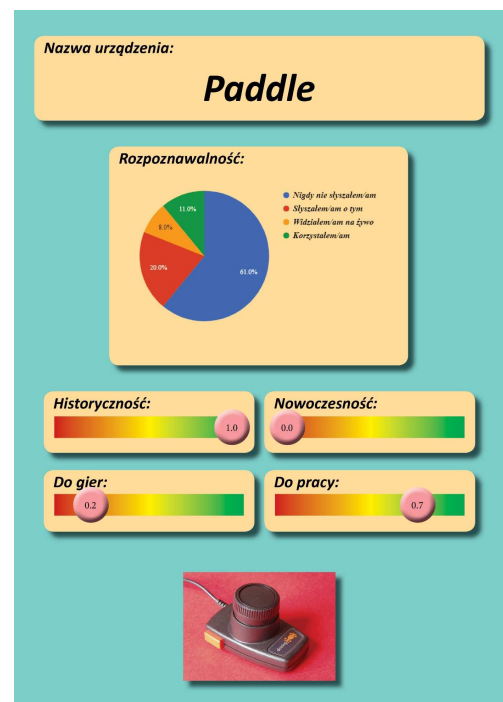 Nazwa urządzenia:
Paddle
Rozpoznawalność:
Nigdy nie słyszałem/am
Słyszałem/am o tym
Widziałem/am na żywo
Korzystałem/am
11.0%
8.0%
20.0%
61.0%
Historyczność:
1.0
Nowoczesność:
0.0
Do gier:
0.2
Do pracy:
0.7